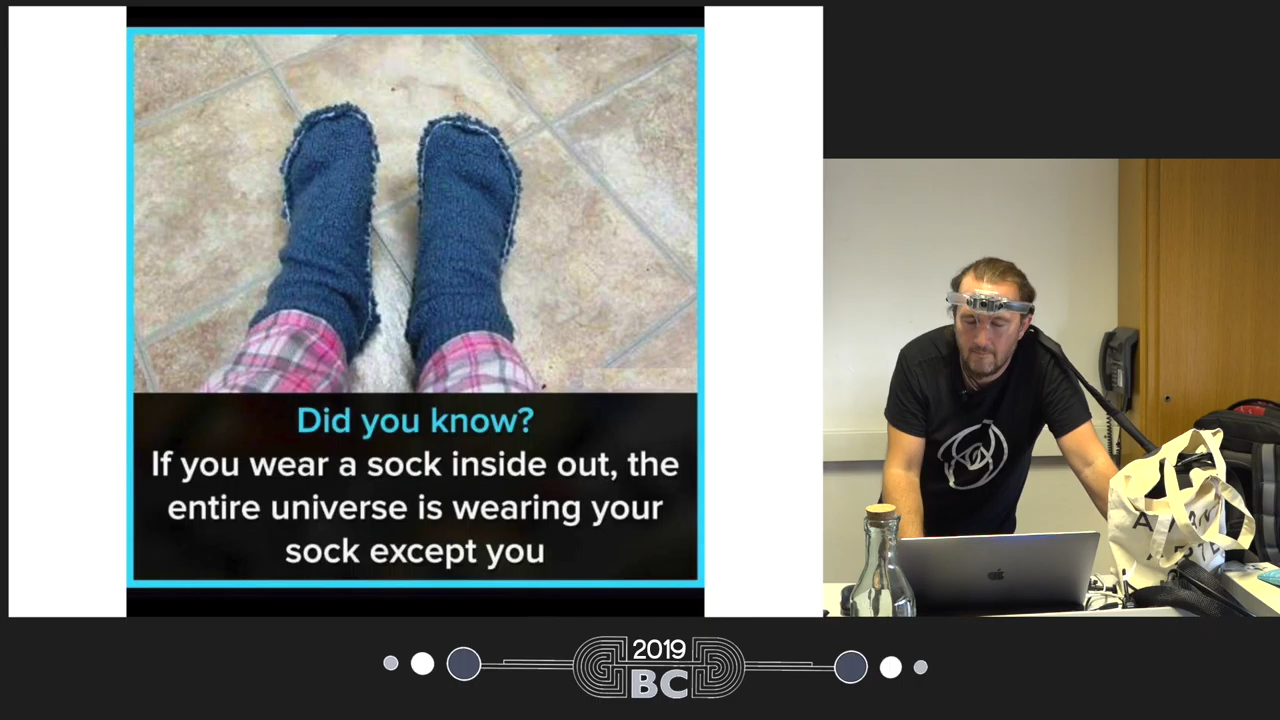 Did you know?
If you wear a sock inside out, the
entire universe is wearing your
sock except you
2019
BC